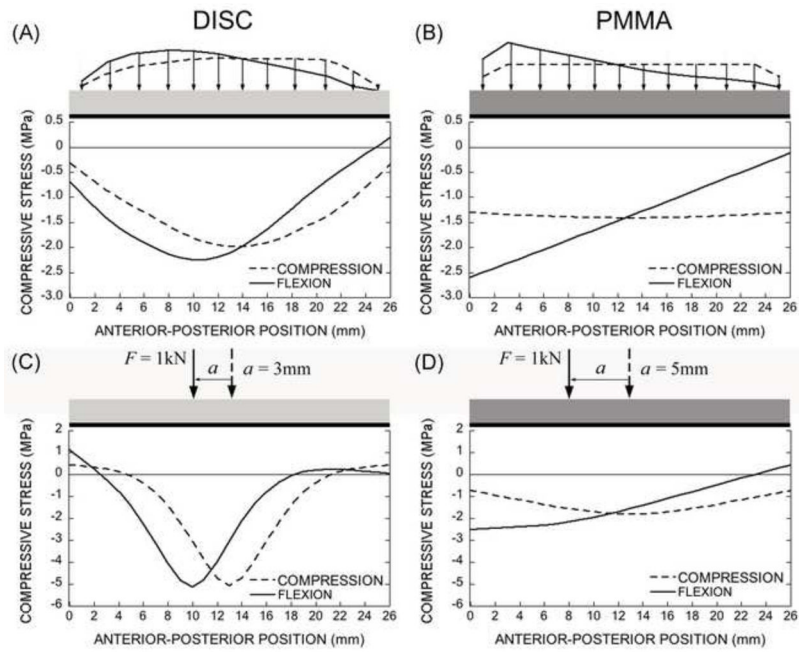 DISC
PMMA
(A)
(B)
COMPRESSIVE STRESS (MPa)
0.5
0
-0.5
-1.0
-1.5
-2.0
-2.5
-3.0
COMPRESSION
FLEXION
0 2 4 6 8 10 12 14 16 18 20 22 24 26
ANTERIOR-POSTERIOR POSITION (mm)
COMPRESSIVE STRESS (MPa)
0.5
0
-0.5
-1.0
-1.5
-2.0
-2.5
-3.0
COMPRESSION
FLEXION
0 2 4 6 8 10 12 14 16 18 20 22 24 26
ANTERIOR-POSTERIOR POSITION (mm)
(C)
F = 1kN
a
a = 3mm
COMPRESSIVE STRESS (MPa)
2
1
0
-1
-2
-3
-4
-5
-6
COMPRESSION
FLEXION
0 2 4 6 8 10 12 14 16 18 20 22 24 26
ANTERIOR-POSTERIOR POSITION (mm)
(D)
F = 1kN
a
a = 5mm
COMPRESSIVE STRESS (MPa)
2
1
0
-1
-2
-3
-4
-5
-6
COMPRESSION
FLEXION
0 2 4 6 8 10 12 14 16 18 20 22 24 26
ANTERIOR-POSTERIOR POSITION (mm)